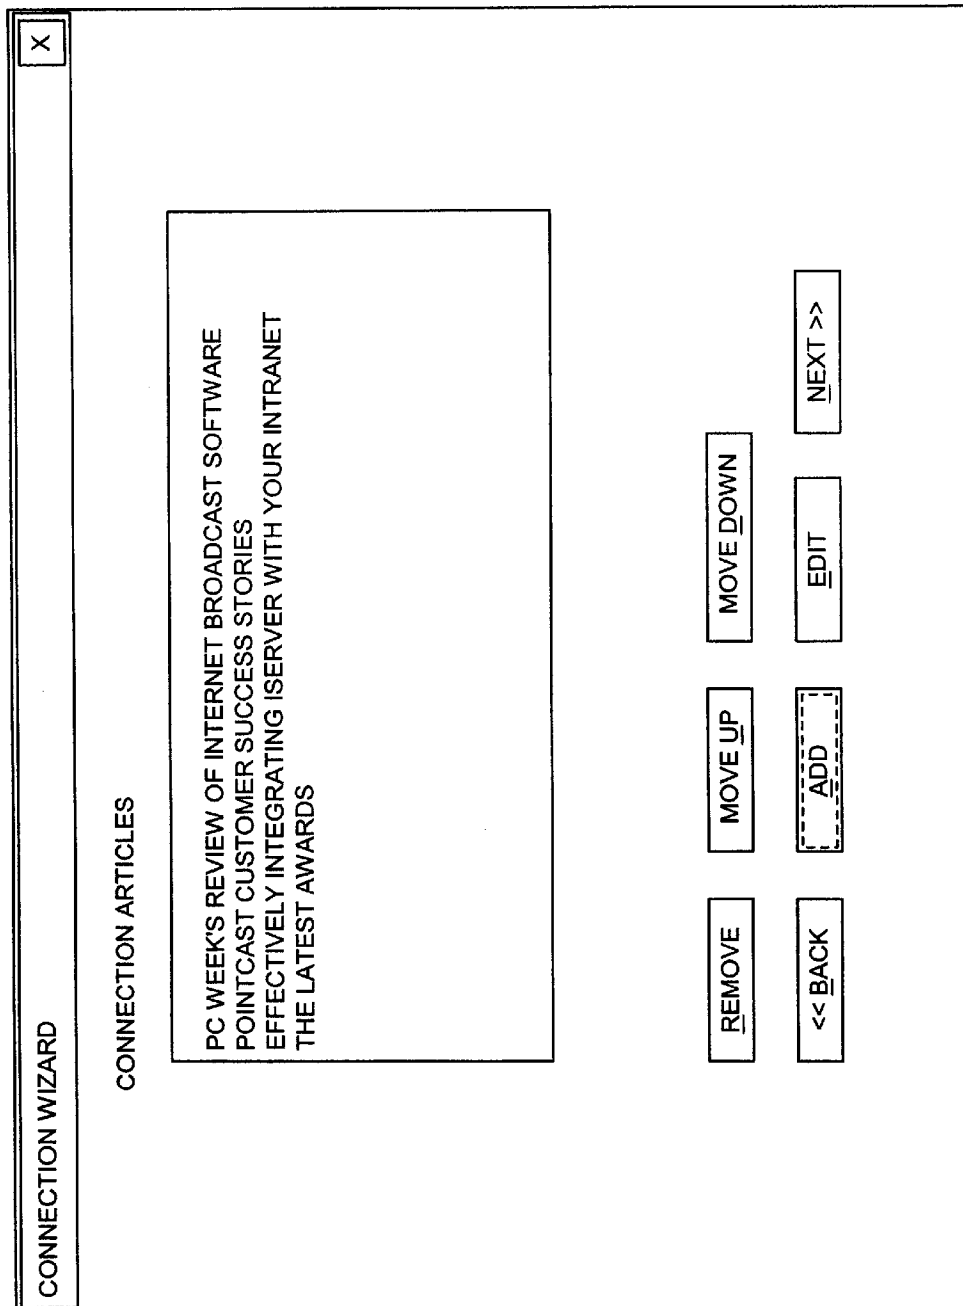 CONNECTION WIZARD
X
CONNECTION ARTICLES
PC WEEK'S REVIEW OF INTERNET BROADCAST SOFTWARE
POINTCAST CUSTOMER SUCCESS STORIES
EFFECTIVELY INTEGRATING ISERVER WITH YOUR INTRANET
THE LATEST AWARDS
REMOVE
MOVE UP
MOVE DOWN
<< BACK
ADD
EDIT
NEXT >>